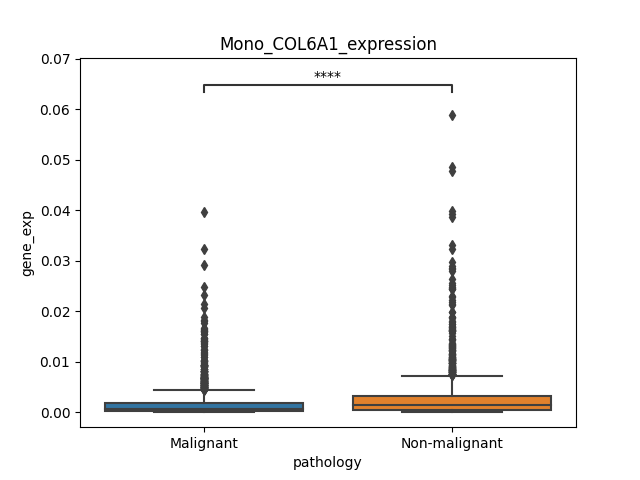 Mono_COL6A1_expression
****
0.07
0.06
0.05
0.04
0.03
0.02
0.01
0.00
gene_exp
Malignant Non-malignant
pathology